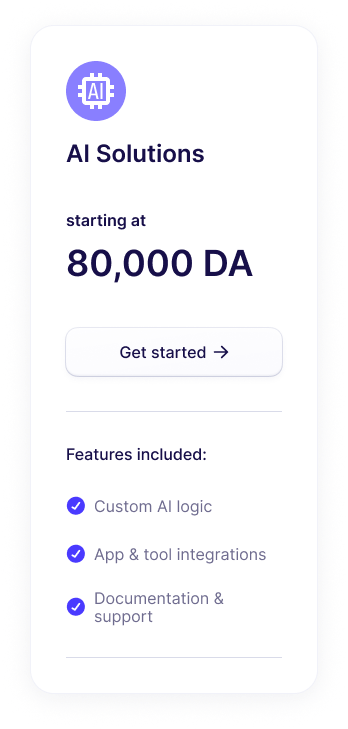 AI
AI Solutions
starting at
80,000 DA
Get started →
Features included:
Custom AI logic
App & tool integrations
Documentation &
support